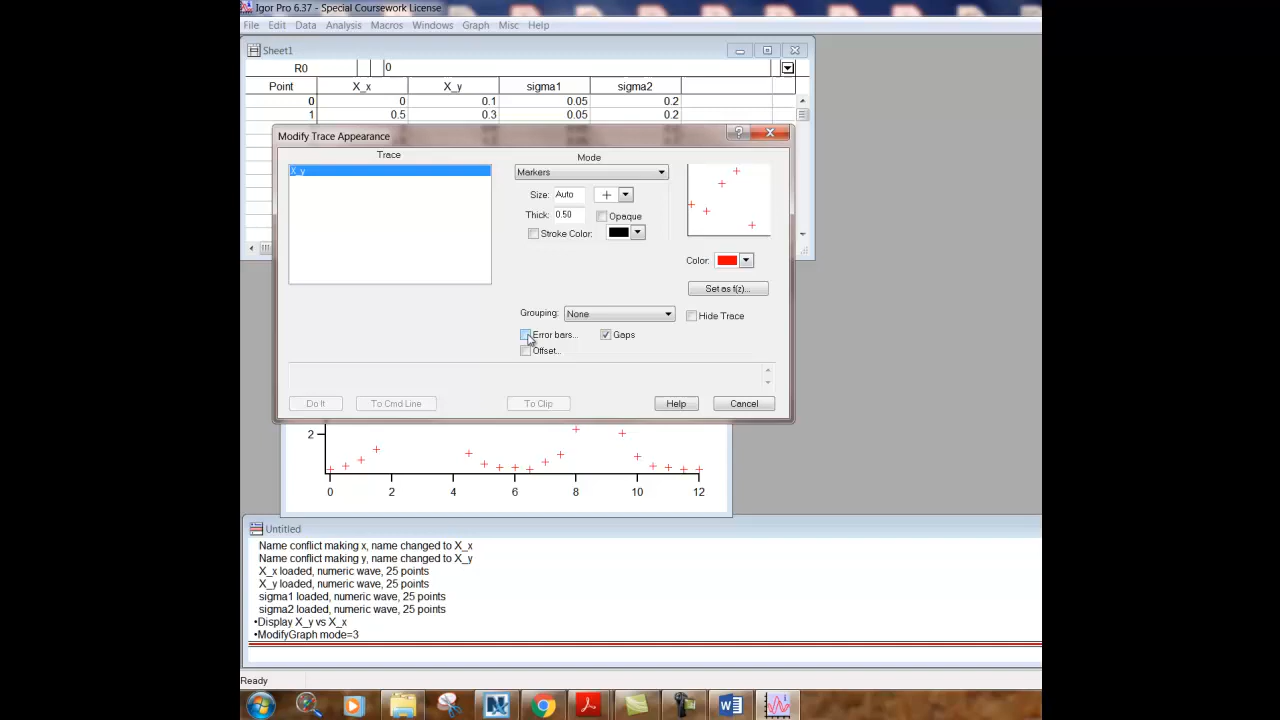 Igor Pro 6.37 - Special Coursework License
File Edit Data Analysis Macros Windows Graph Misc Help
Sheet1
R0 0
Point X_x X_y sigma1 sigma2
0 0 0.1 0.05 0.2
1 0.5 0.3 0.05 0.2
Modify Trace Appearance
Trace
X_y
Mode
Markers
Size: Auto
Thick: 0.50 Opaque
Stroke Color:
Color:
Set as f(z)...
Grouping: None
Hide Trace
Error bars... Gaps
Offset...
Do It To Cmd Line To Clip Help Cancel
2
0 2 4 6 8 10 12
Untitled
Name conflict making x, name changed to X_x
Name conflict making y, name changed to X_y
X_x loaded, numeric wave, 25 points
X_y loaded, numeric wave, 25 points
sigma1 loaded, numeric wave, 25 points
sigma2 loaded, numeric wave, 25 points
•Display X_y vs X_x
•ModifyGraph mode=3
Ready